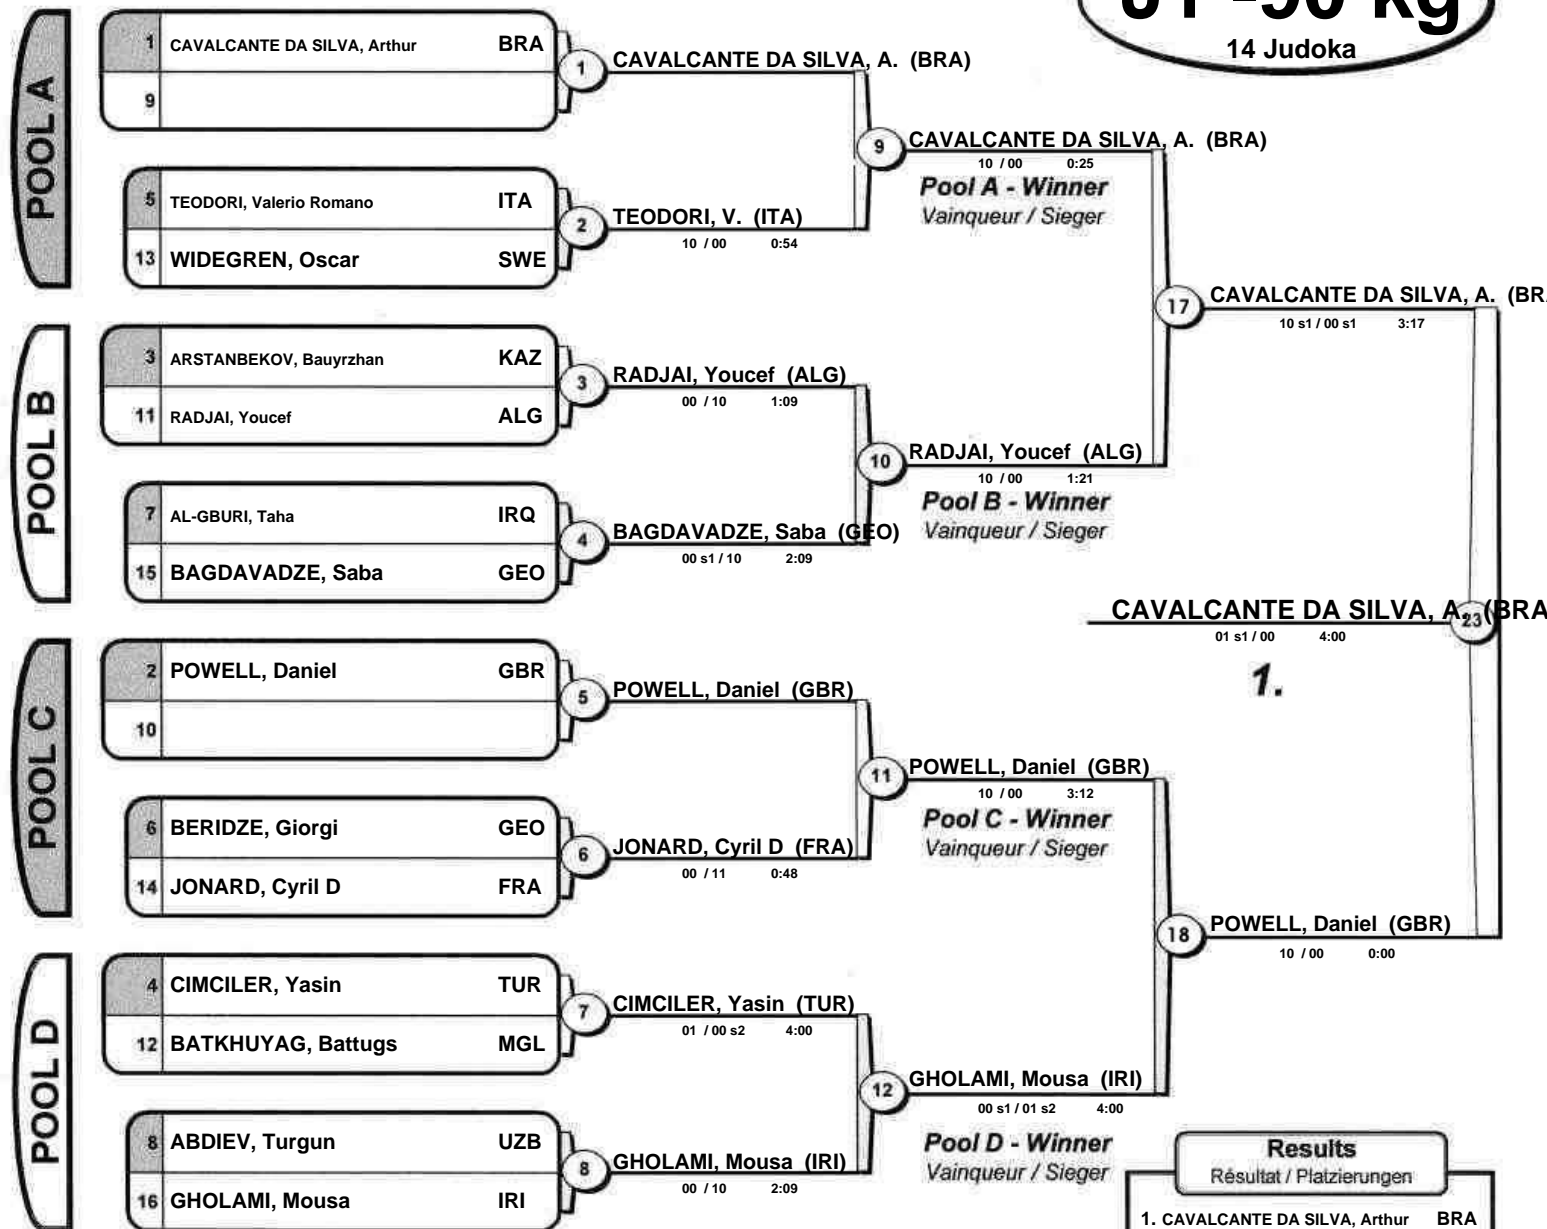 J1 -90 kg
14 Judoka
POOL A
1 CAVALCANTE DA SILVA, Arthur BRA
9
1
CAVALCANTE DA SILVA, A. (BRA)
5 TEODORI, Valerio Romano ITA
13 WIDEGREN, Oscar SWE
2
TEODORI, V. (ITA)
10 / 00 0:54
9
CAVALCANTE DA SILVA, A. (BRA)
10 / 00 0:25
Pool A - Winner
Vainqueur / Sieger
17
CAVALCANTE DA SILVA, A. (BR
10 s1 / 00 s1 3:17
POOL B
3 ARSTANBEKOV, Bauyrzhan KAZ
11 RADJAI, Youcef ALG
3
RADJAI, Youcef (ALG)
00 / 10 1:09
7 AL-GBURI, Taha IRQ
15 BAGDAVADZE, Saba GEO
4
BAGDAVADZE, Saba (GEO)
00 s1 / 10 2:09
10
RADJAI, Youcef (ALG)
10 / 00 1:21
Pool B - Winner
Vainqueur / Sieger
CAVALCANTE DA SILVA, A. (BRA
23
01 s1 / 00 4:00
1.
POOL C
2 POWELL, Daniel GBR
10
5
POWELL, Daniel (GBR)
6 BERIDZE, Giorgi GEO
14 JONARD, Cyril D FRA
6
JONARD, Cyril D (FRA)
00 / 11 0:48
11
POWELL, Daniel (GBR)
10 / 00 3:12
Pool C - Winner
Vainqueur / Sieger
18
POWELL, Daniel (GBR)
10 / 00 0:00
POOL D
4 CIMCILER, Yasin TUR
12 BATKHUYAG, Battugs MGL
7
CIMCILER, Yasin (TUR)
01 / 00 s2 4:00
8 ABDIEV, Turgun UZB
16 GHOLAMI, Mousa IRI
8
GHOLAMI, Mousa (IRI)
00 / 10 2:09
12
GHOLAMI, Mousa (IRI)
00 s1 / 01 s2 4:00
Pool D - Winner
Vainqueur / Sieger
Results
Résultat / Platzierungen
1. CAVALCANTE DA SILVA, Arthur BRA